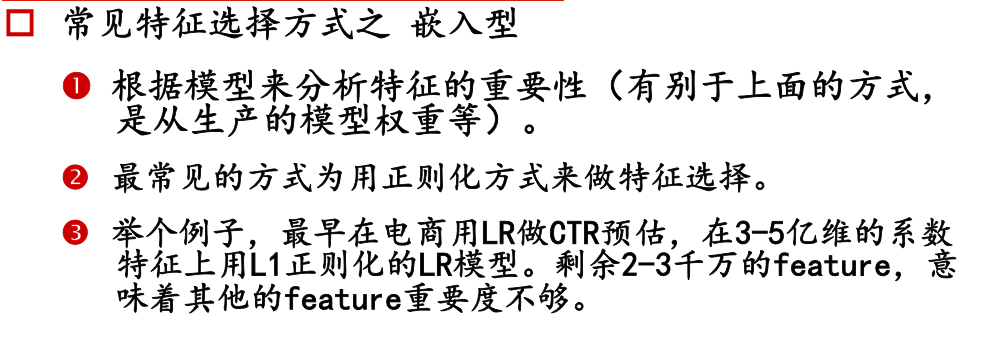 常见特征选择方式之 嵌入型
❶ 根据模型来分析特征的重要性（有别于上面的方式，
是从生产的模型权重等）。
❷ 最常见的方式为用正则化方式来做特征选择。
❸ 举个例子，最早在电商用LR做CTR预估，在3-5亿维的系数
特征上用L1正则化的LR模型。剩余2-3千万的feature，意
味着其他的feature重要度不够。